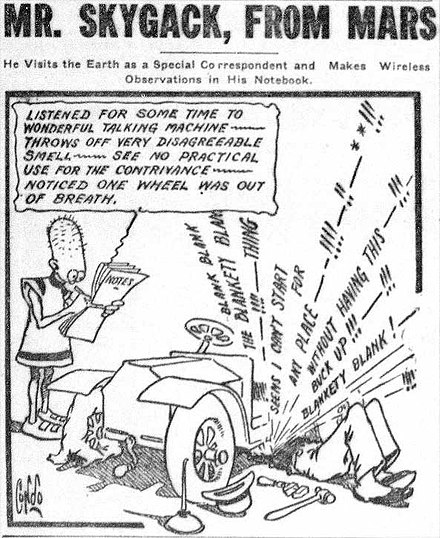 MR. SKYGACK, FROM MARS
He Visits the Earth as a Special Correspondent and Makes Wireless
Observations in His Notebook.
LISTENED FOR SOME TIME TO
WONDERFUL TALKING MACHINE —
THROWS OFF VERY DISAGREEABLE
SMELL — SEE NO PRACTICAL
USE FOR THE CONTRIVANCE —
NOTICED ONE WHEEL WAS OUT
OF BREATH.
NOTES
BLANK BLANK
THE BLANKETY BLANK
— !!! THING
SEEMS I CAN'T START
ANY PLACE FOR
— — !!! — !!!
— — — — **!!!
WITHOUT HAVING THIS — !!!
BUCK UP!!! — — !!!
BLANKETY BLANK!
— — !!!
CONDO